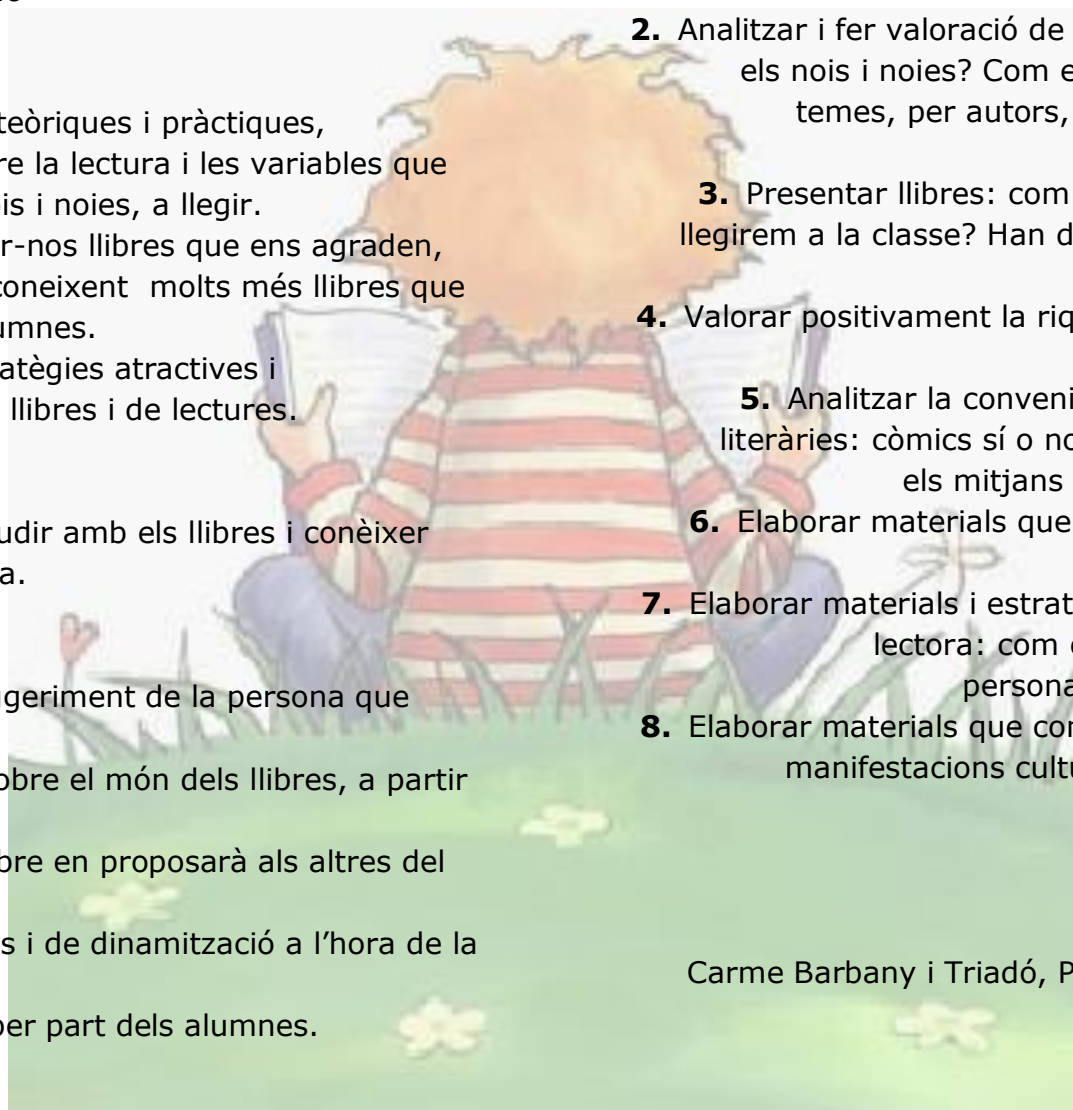 teòriques i pràctiques,
re la lectura i les variables que
is i noies, a llegir.
r-nos llibres que ens agraden,
coneixent molts més llibres que
umnes.
atègies atractives i
llibres i de lectures.
udir amb els llibres i conèixer
a.
geriment de la persona que
obre el món dels llibres, a partir
bre en proposarà als altres del
s i de dinamització a l'hora de la
per part dels alumnes.
2. Analitzar i fer valoració de
els nois i noies? Com e
temes, per autors,
3. Presentar llibres: com
llegirem a la classe? Han d
4. Valorar positivament la riq
5. Analitzar la conveni
literàries: còmics sí o no
els mitjans
6. Elaborar materials que
7. Elaborar materials i estrat
lectora: com
persona
8. Elaborar materials que con
manifestacions cultu
Carme Barbany i Triadó, P